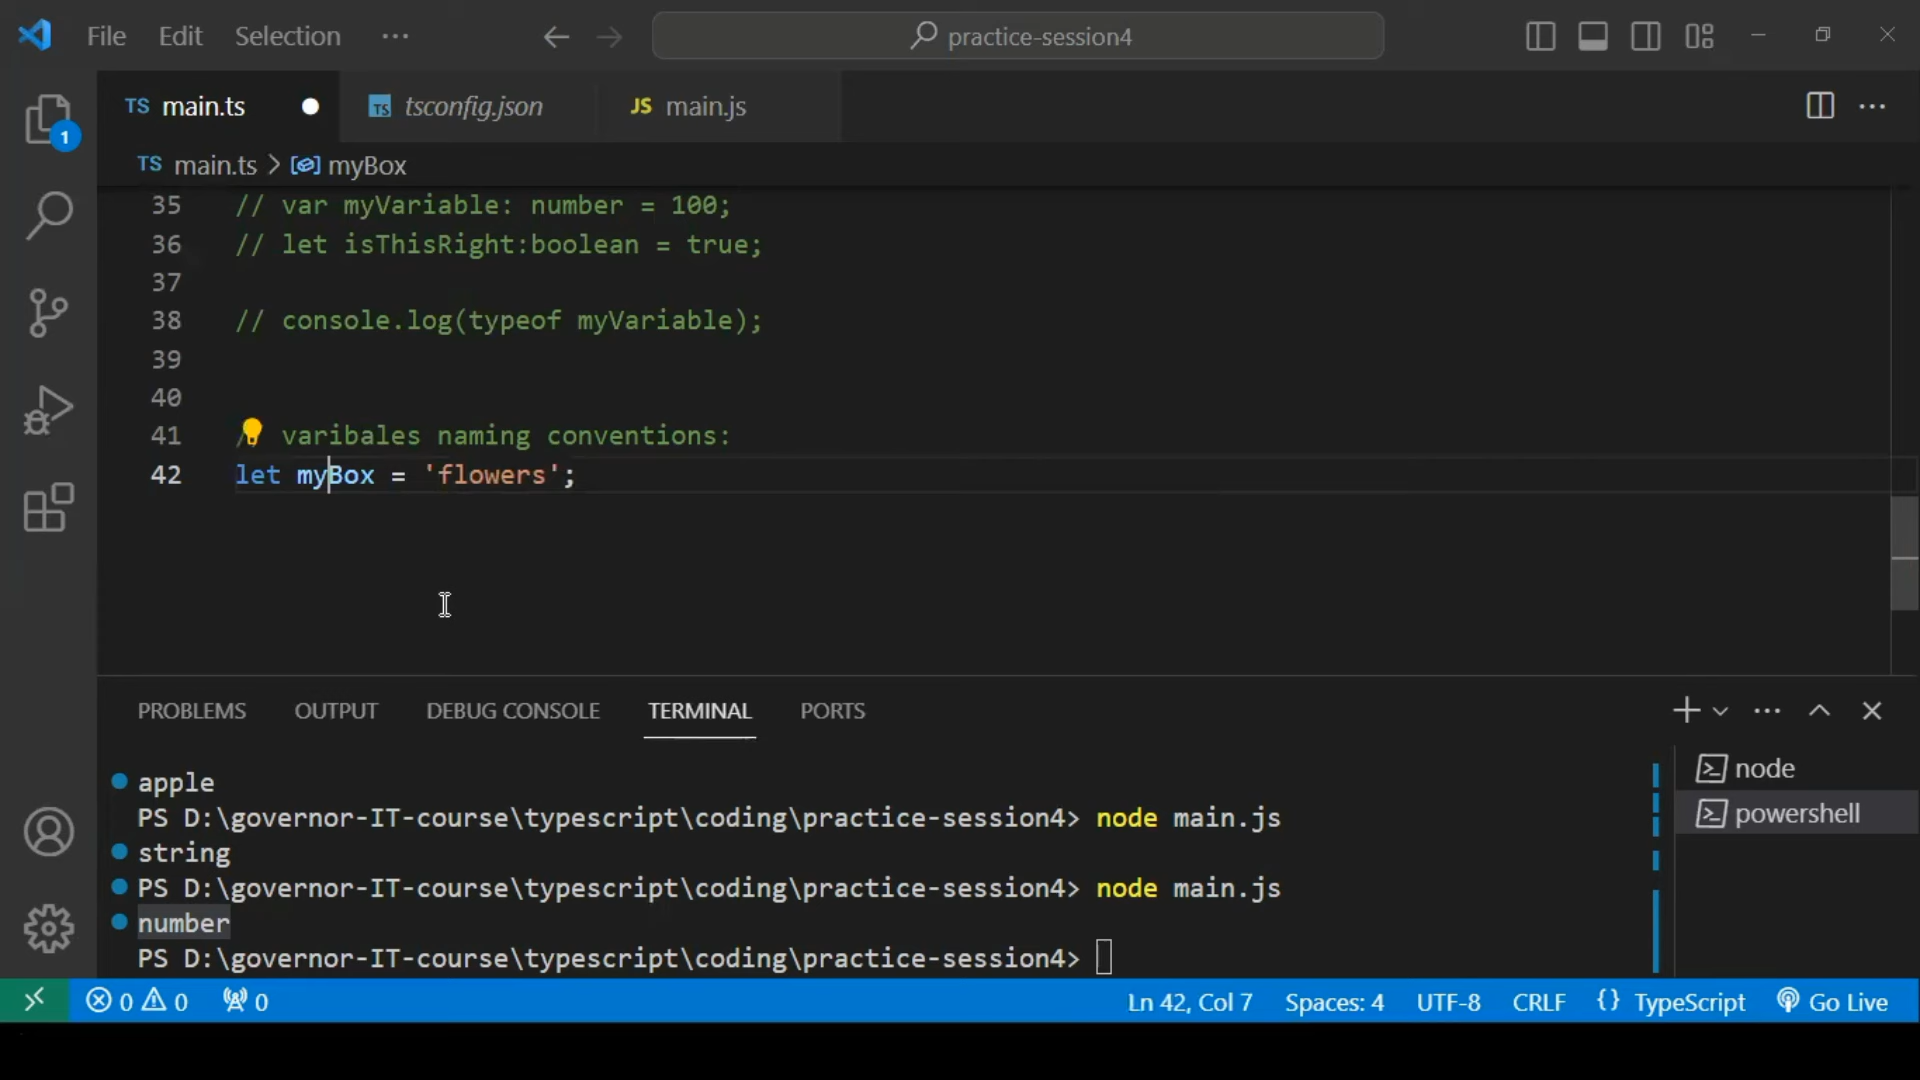 File Edit Selection ··· practice-session4
TS main.ts tsconfig.json JS main.js
TS main.ts > myBox
35 // var myVariable: number = 100;
36 // let isThisRight:boolean = true;
37
38 // console.log(typeof myVariable);
39
40
41 / varibales naming conventions:
42 let myBox = 'flowers';
PROBLEMS OUTPUT DEBUG CONSOLE TERMINAL PORTS
apple
PS D:\governor-IT-course\typescript\coding\practice-session4> node main.js
string
PS D:\governor-IT-course\typescript\coding\practice-session4> node main.js
number
PS D:\governor-IT-course\typescript\coding\practice-session4>
node
powershell
1
0 0 0 Ln 42, Col 7 Spaces: 4 UTF-8 CRLF {} TypeScript Go Live